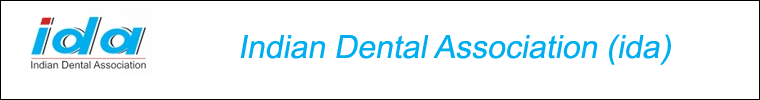 ida
Indian Dental Association
Indian Dental Association (ida)